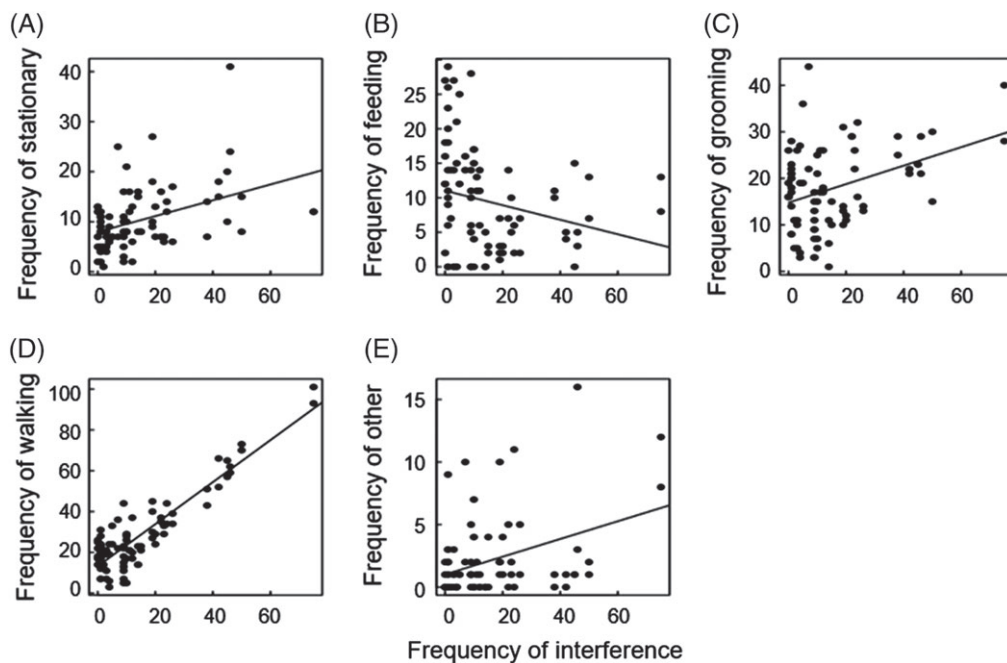 (A)
Frequency of stationary
40
30
20
10
0
0 20 40 60
(B)
Frequency of feeding
30
25
20
15
10
5
0
0 20 40 60
(C)
Frequency of grooming
40
30
20
10
0
0 20 40 60
(D)
Frequency of walking
100
80
60
40
20
0
0 20 40 60
(E)
Frequency of other
15
10
5
0
0 20 40 60
Frequency of interference